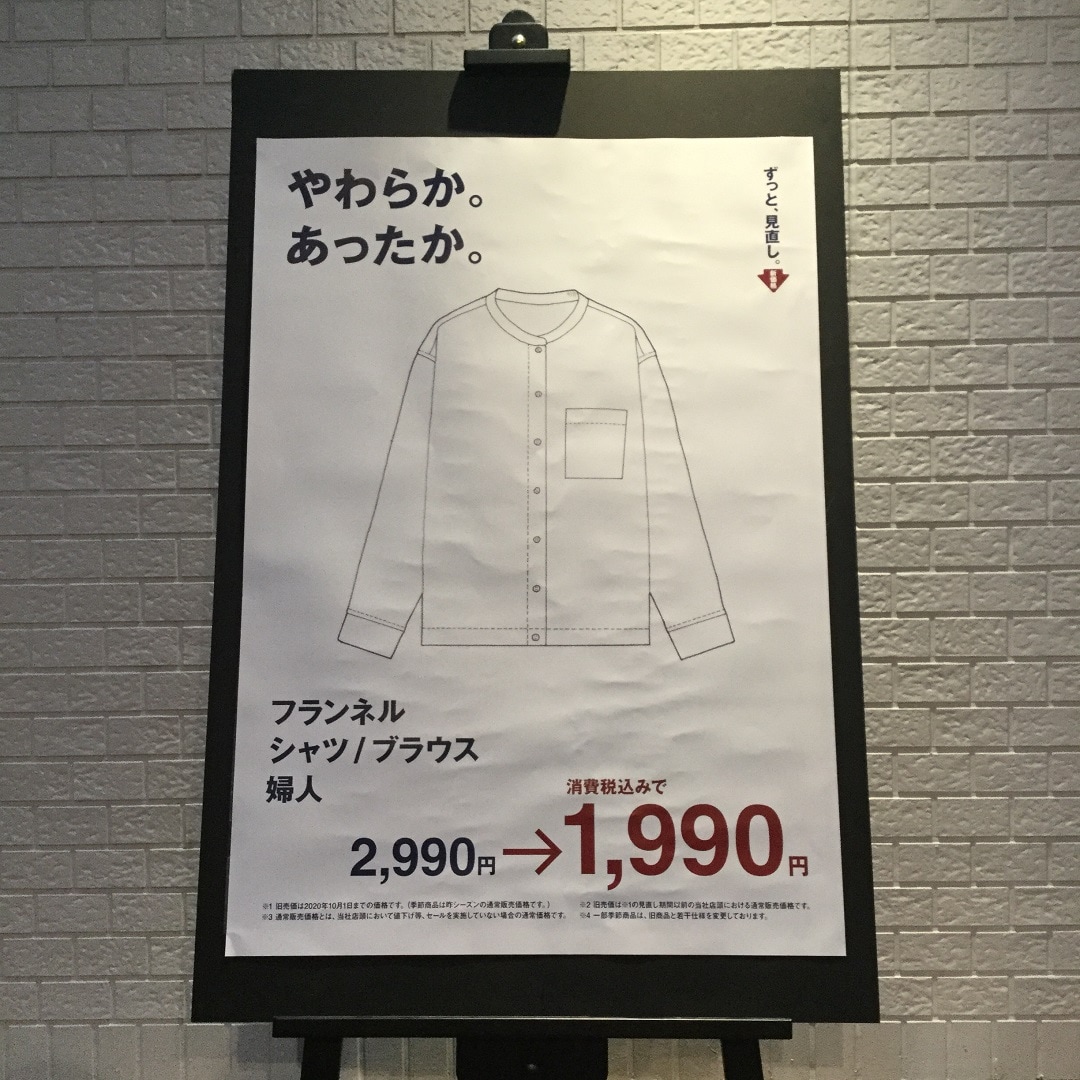 やわらか。
あったか。
ずっと、見直し。
新価格
フランネル
シャツ/ブラウス
婦人
消費税込みで
2,990円→1,990円
※1 旧売価は2020年10月1日までの価格です。(季節商品は昨シーズンの通常販売価格です。)
※2 旧売価は※1の見直し期間以前の当社店頭における通常販売価格です。
※3 通常販売価格とは、当社店頭において値下げ等、セールを実施していない場合の通常価格です。
※4 一部季節商品は、旧商品と若干仕様を変更しております。